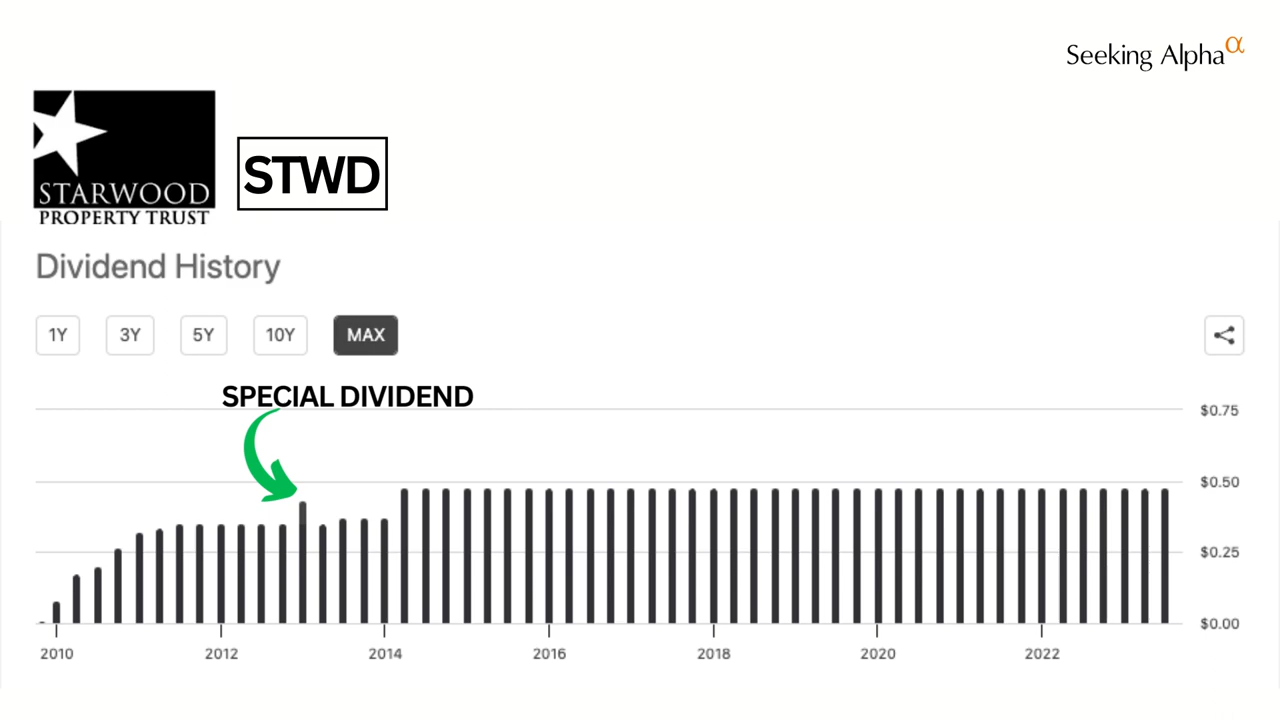 Seeking Alpha α
STARWOOD
PROPERTY TRUST
STWD
Dividend History
1Y 3Y 5Y 10Y MAX
SPECIAL DIVIDEND
$0.75
$0.50
$0.25
$0.00
2010 2012 2014 2016 2018 2020 2022